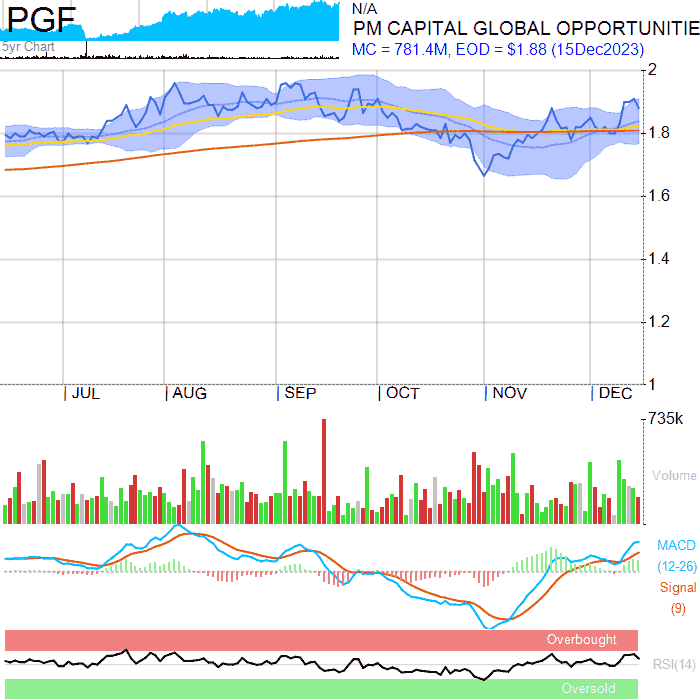 PGF
5yr Chart
N/A
PM CAPITAL GLOBAL OPPORTUNITIE
MC = 781.4M, EOD = $1.88 (15Dec2023)
2
1.8
1.6
1.4
1.2
1
JUL AUG SEP OCT NOV DEC
735k
Volume
MACD
(12-26)
Signal
(9)
Overbought
RSI(14)
Oversold